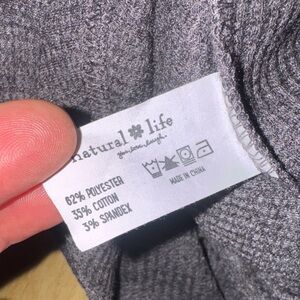 natural life
62% POLYESTER
35% COTTON
3% SPANDEX
MADE IN CHINA